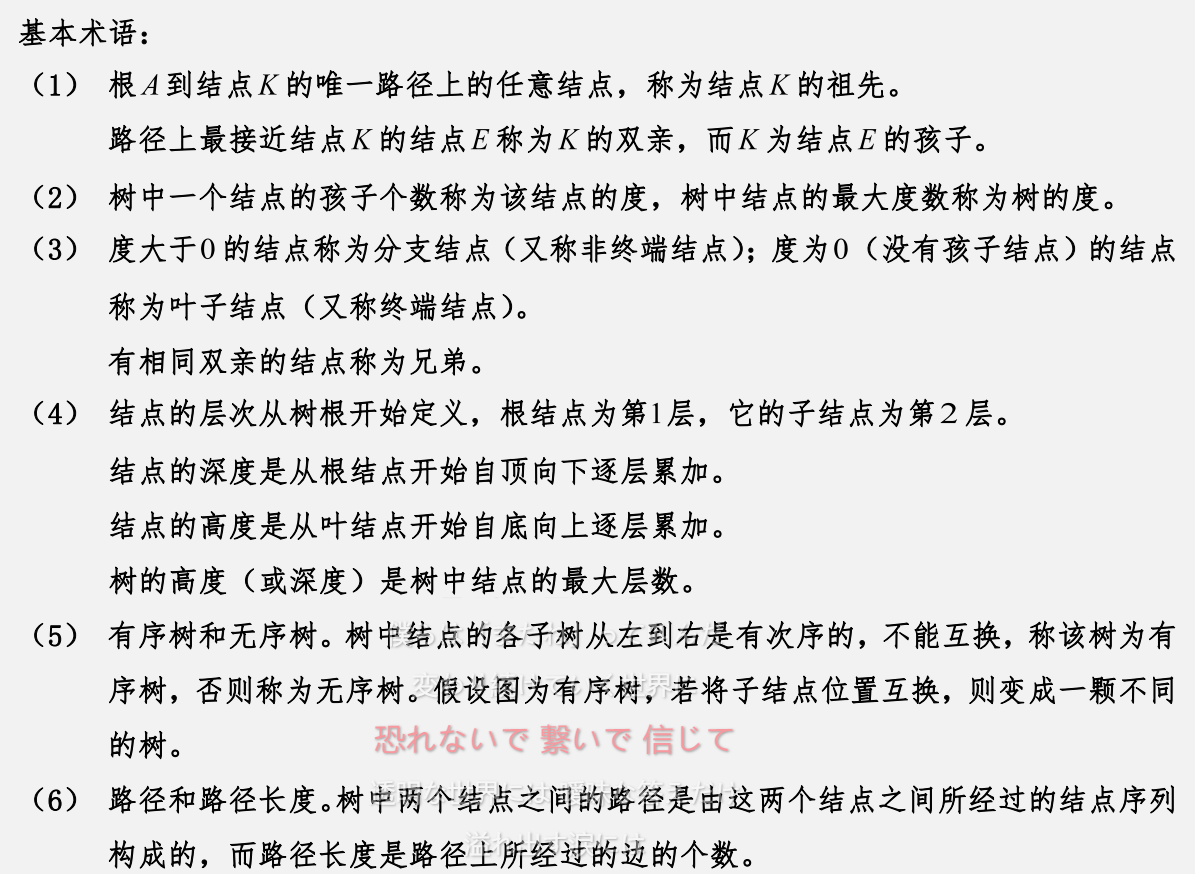 基本术语：
（1） 根A到结点K的唯一路径上的任意结点，称为结点K的祖先。
路径上最接近结点K的结点E称为K的双亲，而K为结点E的孩子。
（2） 树中一个结点的孩子个数称为该结点的度，树中结点的最大度数称为树的度。
（3） 度大于0的结点称为分支结点（又称非终端结点）；度为0（没有孩子结点）的结点
称为叶子结点（又称终端结点）。
有相同双亲的结点称为兄弟。
（4） 结点的层次从树根开始定义，根结点为第1层，它的子结点为第2层。
结点的深度是从根结点开始自顶向下逐层累加。
结点的高度是从叶结点开始自底向上逐层累加。
树的高度（或深度）是树中结点的最大层数。
（5） 有序树和无序树。树中结点的各子树从左到右是有次序的，不能互换，称该树为有
序树，否则称为无序树。假设图为有序树，若将子结点位置互换，则变成一颗不同
恐れないで 繋いで 信じて
的树。
（6） 路径和路径长度。树中两个结点之间的路径是由这两个结点之间所经过的结点序列
溢れ出す涙には
构成的，而路径长度是路径上所经过的边的个数。